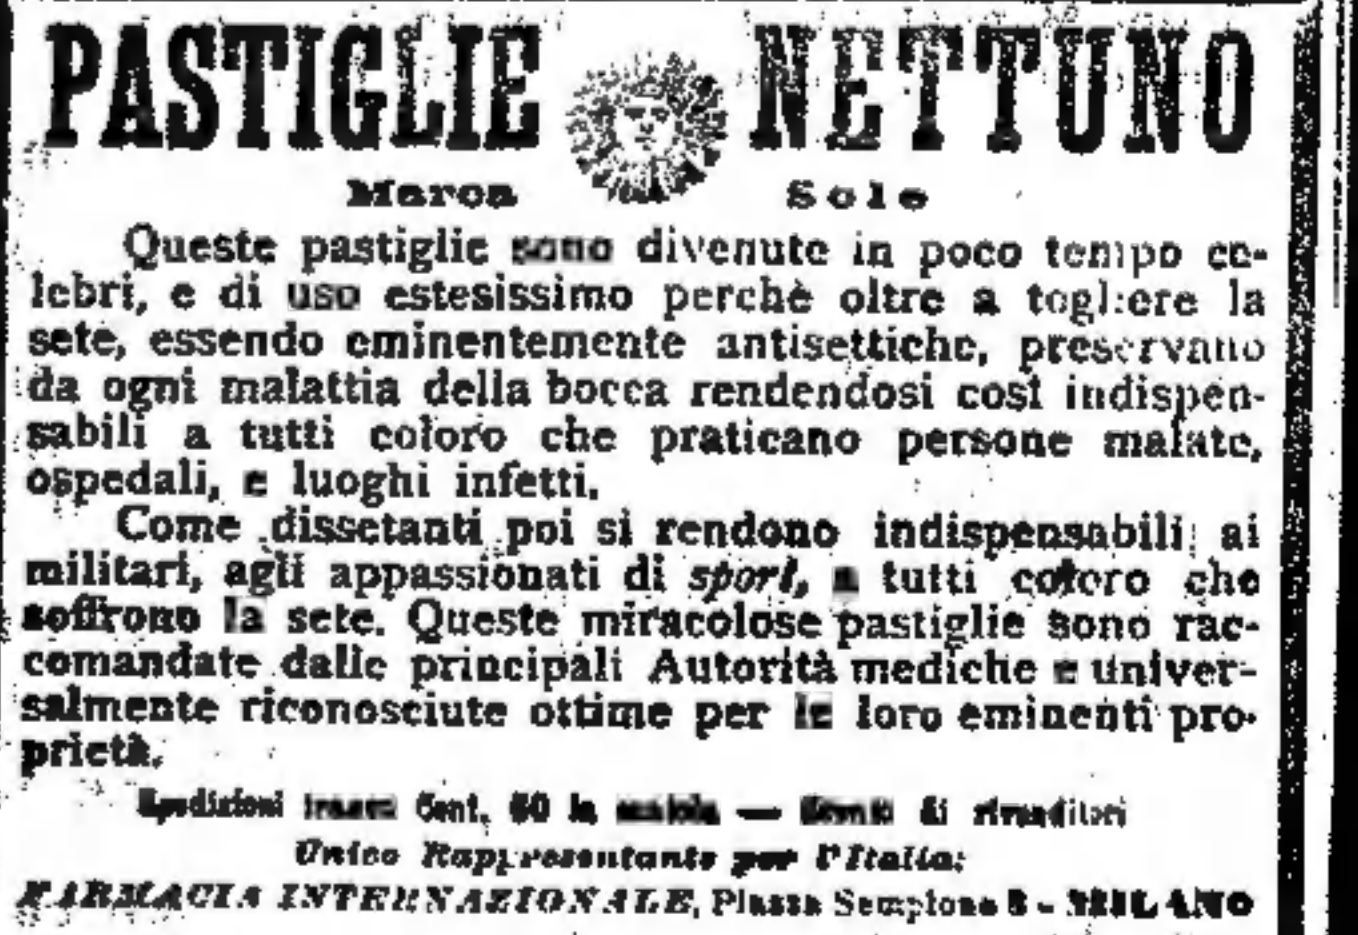 PASTIGLIE NETTUNO
Marca Sole
Queste pastiglie sono divenute in poco tempo ce-
lebri, e di uso estesissimo perchè oltre a togliere la
sete, essendo eminentemente antisettiche, preservano
da ogni malattia della bocca rendendosi così indispen-
sabili a tutti coloro che praticano persone malate,
ospedali, e luoghi infetti.
Come dissetanti poi si rendono indispensabili ai
militari, agli appassionati di sport, a tutti coloro che
soffrono la sete. Queste miracolose pastiglie sono rac-
comandate dalle principali Autorità mediche e univer-
salmente riconosciute ottime per le loro eminenti pro-
prietà.
Spedizioni franco Cent. 60 la scatola — Sconto di rivenditori
Unico Rappresentante per l'Italia:
FARMACIA INTERNAZIONALE, Piazza Sempione 8 - MILANO